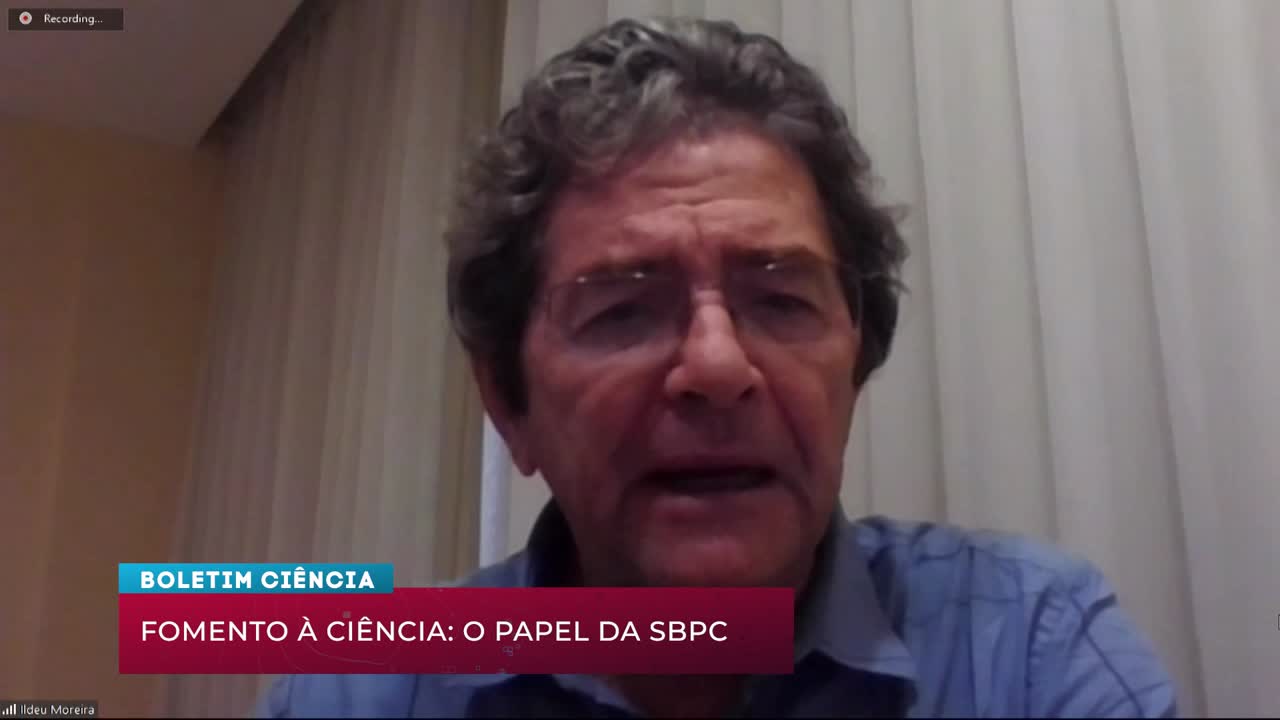 Recording...
BOLETIM CIÊNCIA
FOMENTO À CIÊNCIA: O PAPEL DA SBPC
Ildeu Moreira